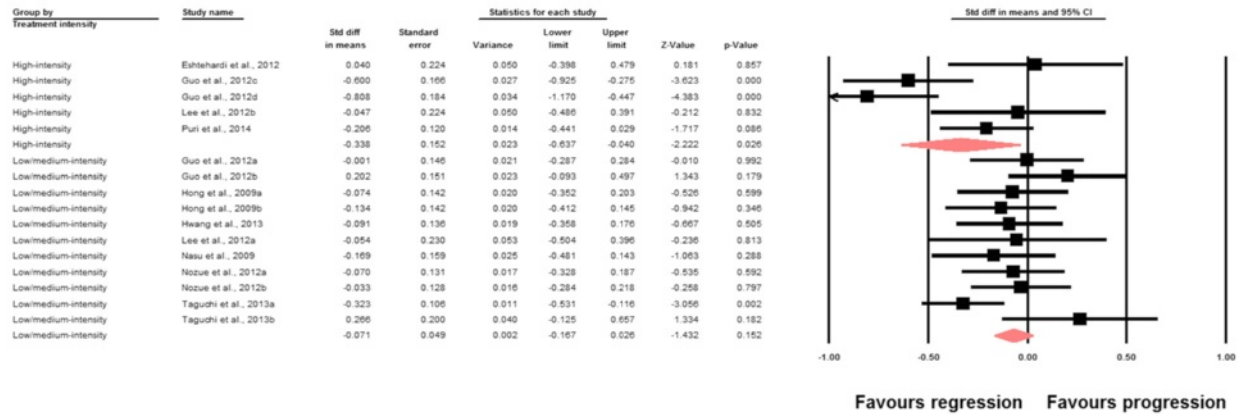 Group by Study name Statistics for each study Std diff in means and 95% CI
Treatment intensity
Std diff Standard Lower Upper
in means error Variance limit limit Z-Value p-Value
High-intensity Eshtehardi et al., 2012 0.040 0.224 0.050 -0.398 0.479 0.181 0.857
High-intensity Guo et al., 2012c -0.600 0.166 0.027 -0.925 -0.275 -3.623 0.000
High-intensity Guo et al., 2012d -0.808 0.184 0.034 -1.170 -0.447 -4.383 0.000
High-intensity Lee et al., 2012b -0.047 0.224 0.050 -0.486 0.391 -0.212 0.832
High-intensity Puri et al., 2014 -0.206 0.120 0.014 -0.441 0.029 -1.717 0.086
High-intensity -0.338 0.152 0.023 -0.637 -0.040 -2.222 0.026
Low/medium-intensity Guo et al., 2012a -0.001 0.146 0.021 -0.287 0.284 -0.010 0.992
Low/medium-intensity Guo et al., 2012b 0.202 0.151 0.023 -0.093 0.497 1.343 0.179
Low/medium-intensity Hong et al., 2009a -0.074 0.142 0.020 -0.352 0.203 -0.526 0.599
Low/medium-intensity Hong et al., 2009b -0.134 0.142 0.020 -0.412 0.145 -0.942 0.346
Low/medium-intensity Hwang et al., 2013 -0.091 0.136 0.019 -0.358 0.176 -0.667 0.505
Low/medium-intensity Lee et al., 2012a -0.054 0.230 0.053 -0.504 0.396 -0.236 0.813
Low/medium-intensity Nasu et al., 2009 -0.169 0.159 0.025 -0.481 0.143 -1.063 0.288
Low/medium-intensity Nozue et al., 2012a -0.070 0.131 0.017 -0.328 0.187 -0.535 0.592
Low/medium-intensity Nozue et al., 2012b -0.033 0.128 0.016 -0.284 0.218 -0.258 0.797
Low/medium-intensity Taguchi et al., 2013a -0.323 0.106 0.011 -0.531 -0.116 -3.056 0.002
Low/medium-intensity Taguchi et al., 2013b 0.266 0.200 0.040 -0.125 0.657 1.334 0.182
Low/medium-intensity -0.071 0.049 0.002 -0.167 0.026 -1.432 0.152
-1.00 -0.50 0.00 0.50 1.00
Favours regression Favours progression